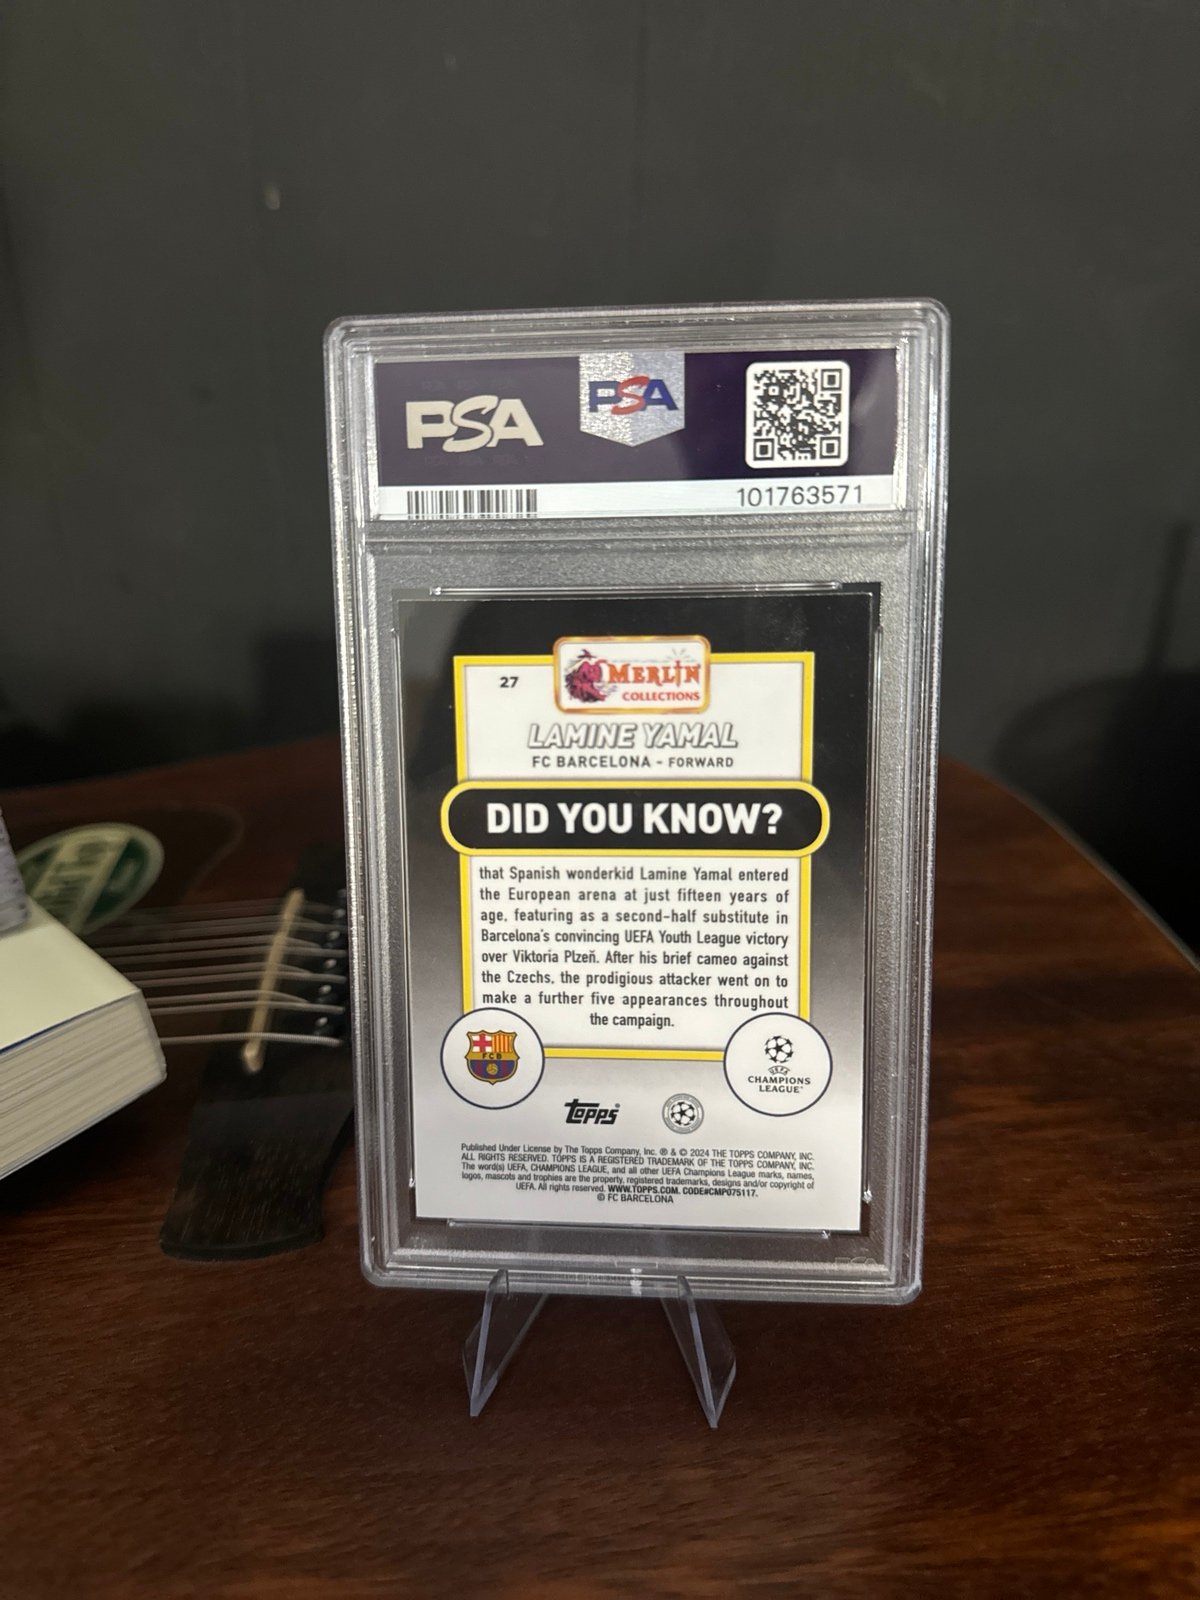 PSA
PSA
101763571
27
MERLIN
COLLECTIONS
LAMINE YAMAL
FC BARCELONA - FORWARD
DID YOU KNOW?
that Spanish wonderkid Lamine Yamal entered
the European arena at just fifteen years of
age, featuring as a second-half substitute in
Barcelona's convincing UEFA Youth League victory
over Viktoria Plzeň. After his brief cameo against
the Czechs, the prodigious attacker went on to
make a further five appearances throughout
the campaign.
FCB
UEFA
CHAMPIONS
LEAGUE
Topps
Published Under License by The Topps Company, Inc. ® & © 2024 THE TOPPS COMPANY, INC.
ALL RIGHTS RESERVED. TOPPS IS A REGISTERED TRADEMARK OF THE TOPPS COMPANY, INC.
The word(s) UEFA, CHAMPIONS LEAGUE, and all other UEFA Champions League marks, names,
logos, mascots and trophies are the property, registered trademarks, designs and/or copyright of
UEFA. All rights reserved. WWW.TOPPS.COM. CODE#CMP075117.
© FC BARCELONA